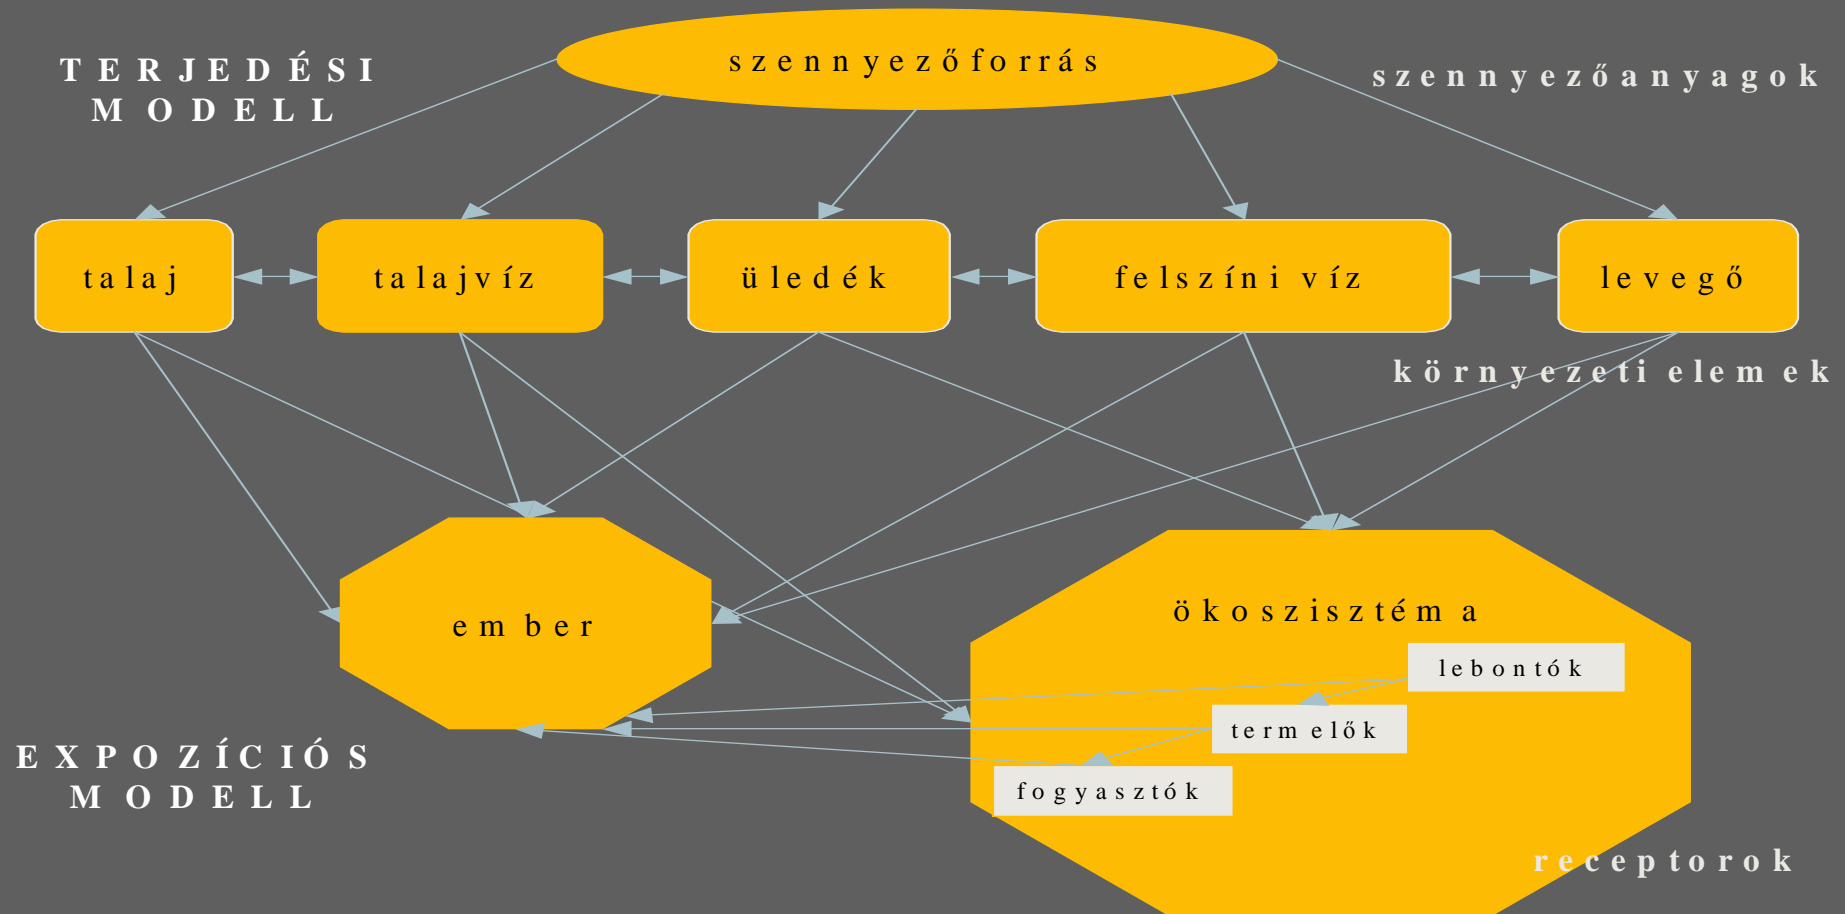 szennyezőforrás
TERJEDÉSI
MODELL
szennyezőanyagok
talaj
talajvíz
üledék
felszíni víz
levegő
környezeti elemek
ember
ökoszisztéma
lebontók
termelők
fogyasztók
EXPOZÍCIÓS
MODELL
receptorok